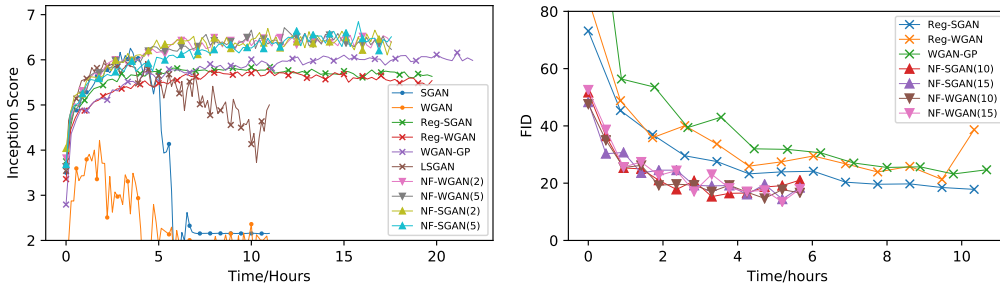 Inception Score
7
6
5
4
3
2
0
5
10
15
20
Time/Hours
SGAN
WGAN
Reg-SGAN
Reg-WGAN
WGAN-GP
LSGAN
NF-WGAN(2)
NF-WGAN(5)
NF-SGAN(2)
NF-SGAN(5)
FID
80
60
40
20
0
0
2
4
6
8
10
Time/hours
Reg-SGAN
Reg-WGAN
WGAN-GP
NF-SGAN(10)
NF-SGAN(15)
NF-WGAN(10)
NF-WGAN(15)